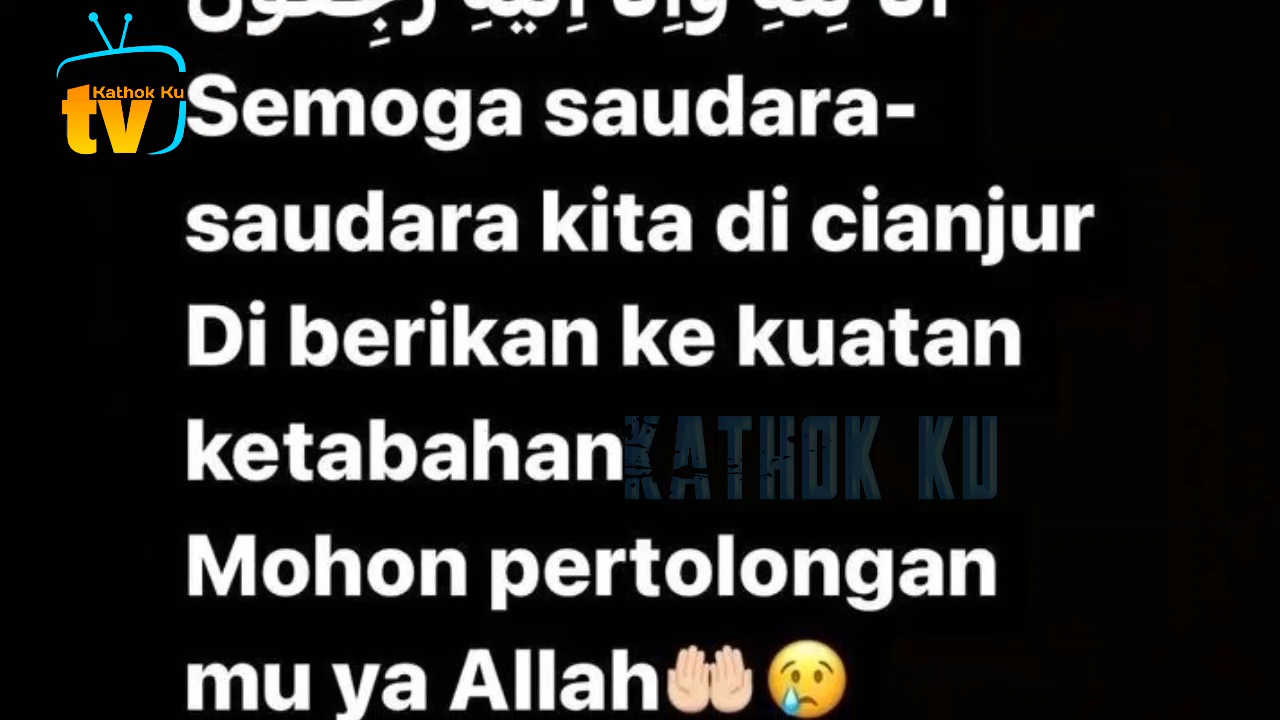 Kathok Ku
tv
Semoga saudara-
saudara kita di cianjur
Di berikan ke kuatan
ketabahan
KATHOK KU
Mohon pertolongan
mu ya Allah🤲🏻😢